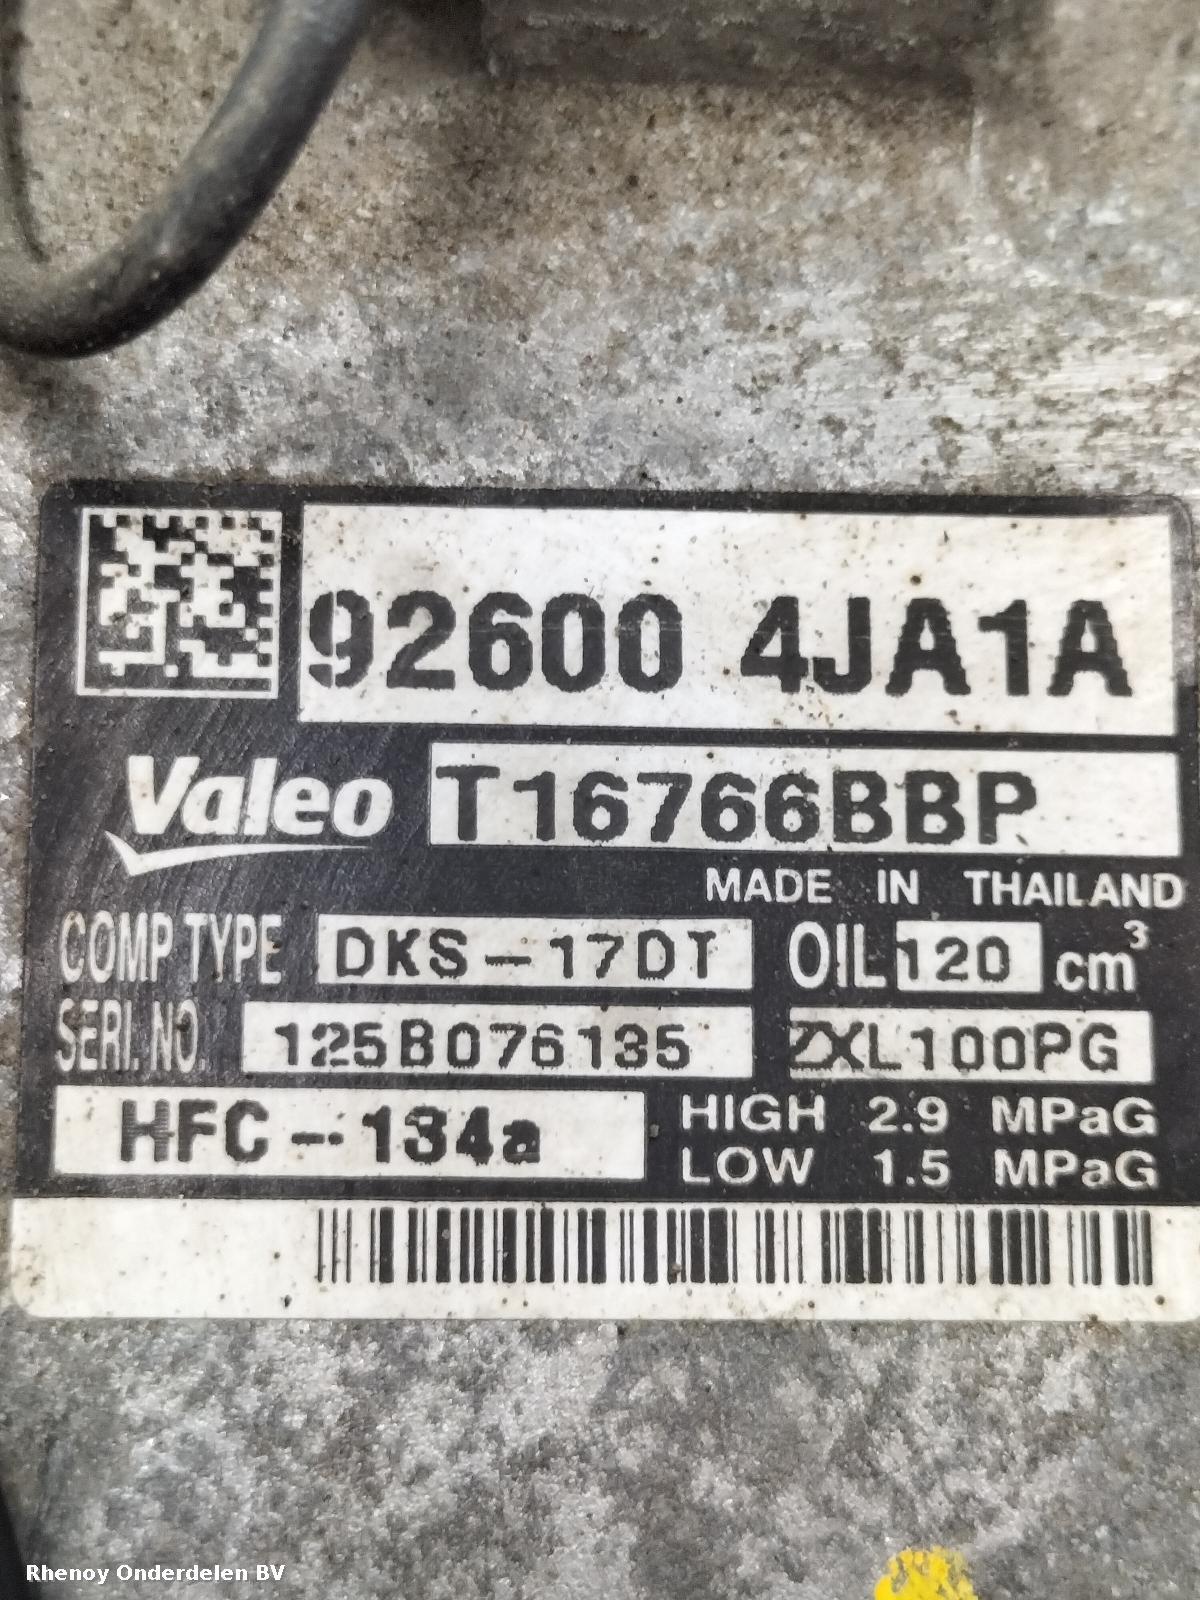 92600 4JA1A
Valeo T16766BBP
MADE IN THAILAND
COMP TYPE DKS-17DT OIL 120 cm³
SERI. NO. 125B076135 ZXL100PG
HFC-134a HIGH 2.9 MPaG
LOW 1.5 MPaG
Rhenoy Onderdelen BV